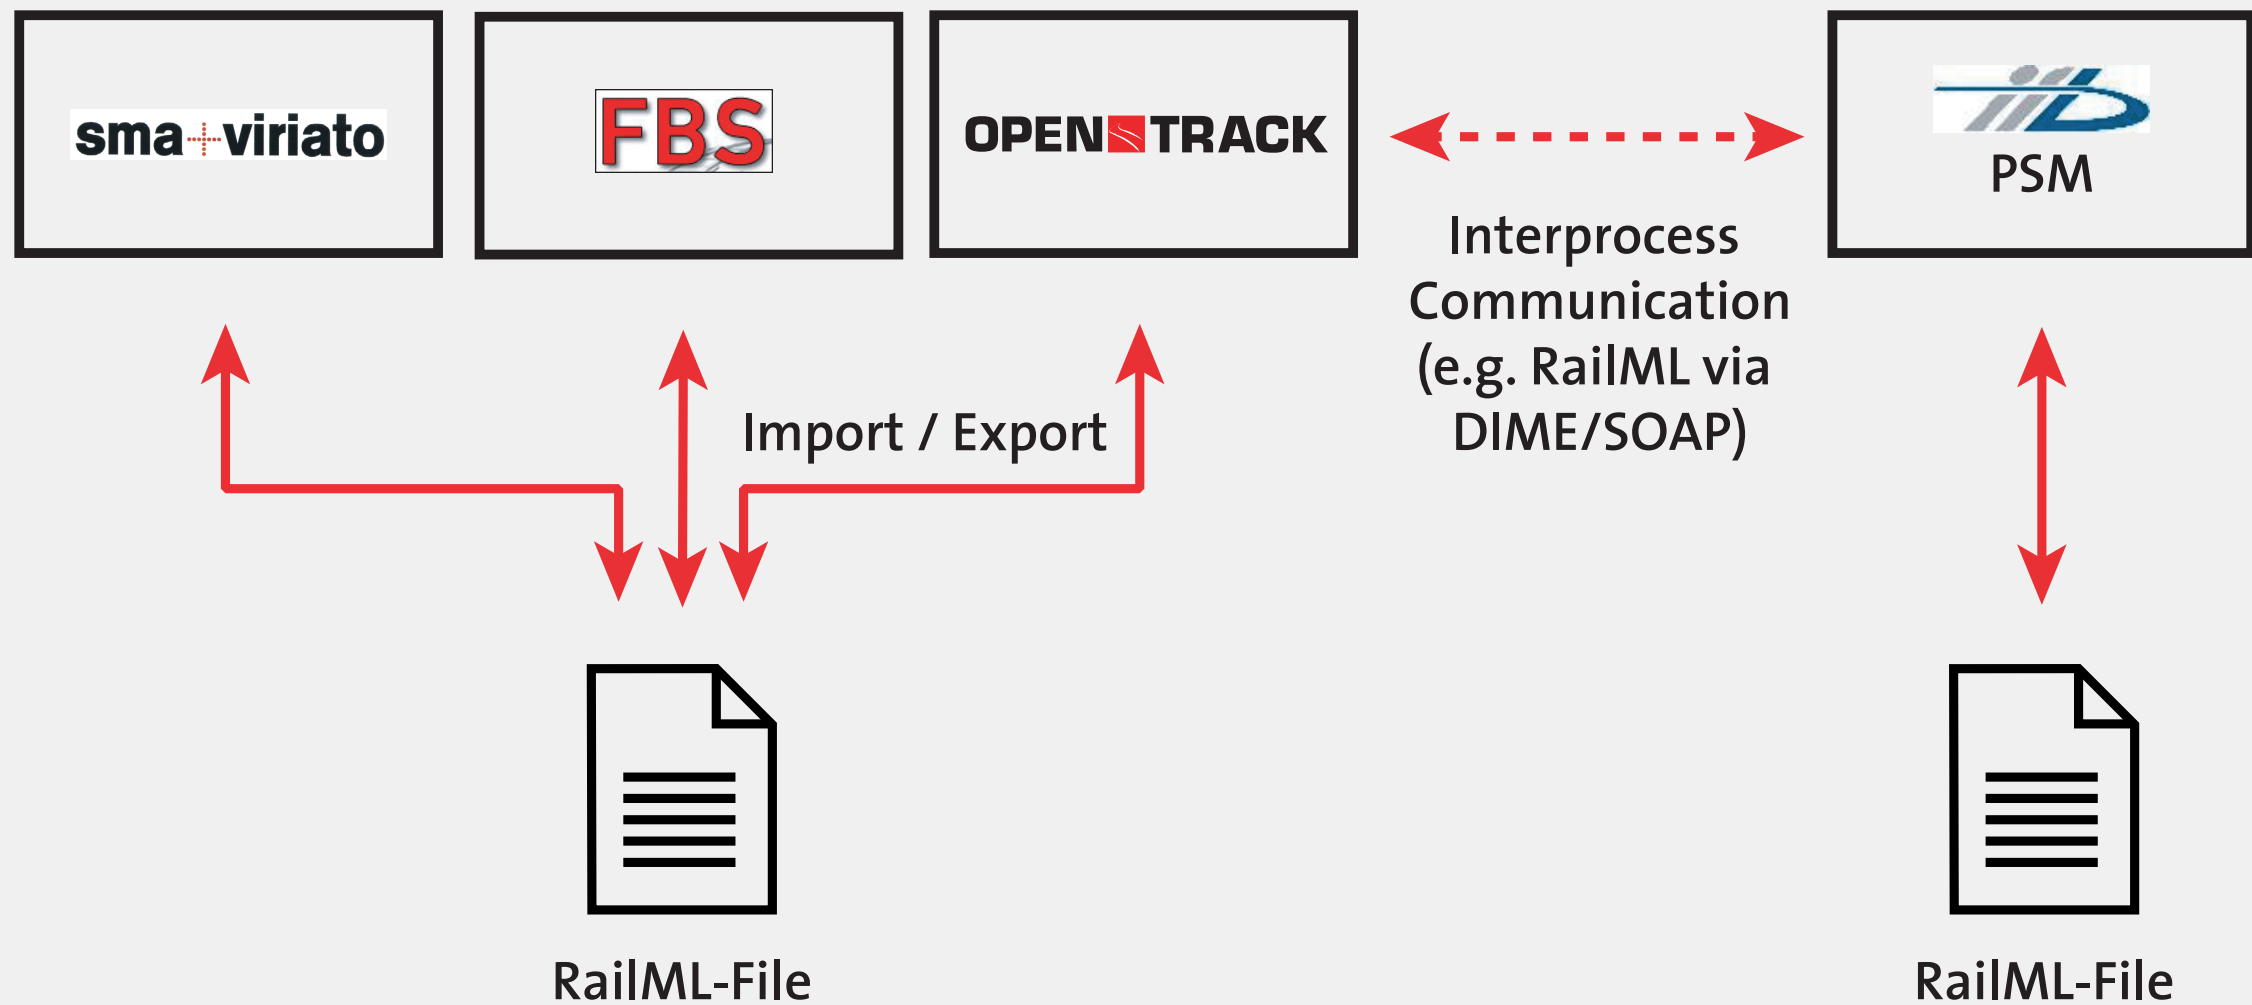 sma viriato
FBS
OPEN TRACK
PSM
Interprocess
Communication
(e.g. RailML via
DIME/SOAP)
Import / Export
RailML-File
RailML-File